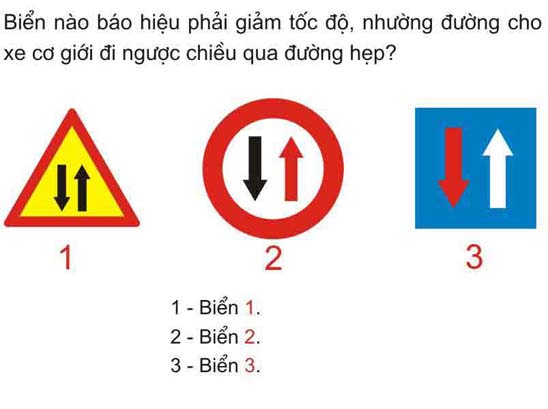 Biển nào báo hiệu phải giảm tốc độ, nhường đường cho
xe cơ giới đi ngược chiều qua đường hẹp?
1 2 3
1 - Biển 1.
2 - Biển 2.
3 - Biển 3.